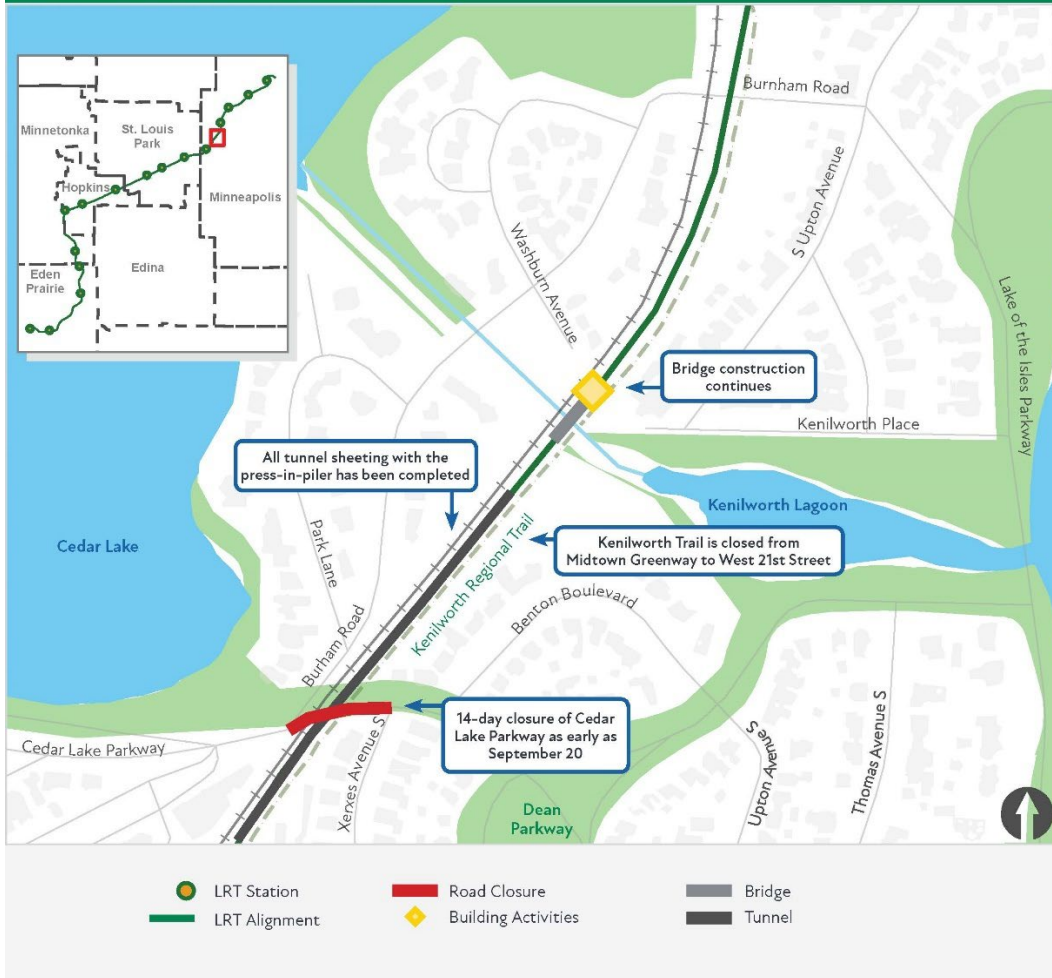 Minnetonka
St. Louis
Park
Hopkins
Minneapolis
Eden
Prairie
Edina
Burnham Road
S Upton Avenue
Washburn Avenue
Lake of the Isles Parkway
Bridge construction
continues
Kenilworth Place
All tunnel sheeting with the
press-in-piler has been completed
Kenilworth Lagoon
Cedar Lake
Park Lane
Kenilworth Regional Trail
Kenilworth Trail is closed from
Midtown Greenway to West 21st Street
Benton Boulevard
Burham Road
14-day closure of Cedar
Lake Parkway as early as
September 20
Cedar Lake Parkway
Xerxes Avenue S
Upton Avenue S
Thomas Avenue S
Dean
Parkway
LRT Station
Road Closure
Bridge
LRT Alignment
Building Activities
Tunnel